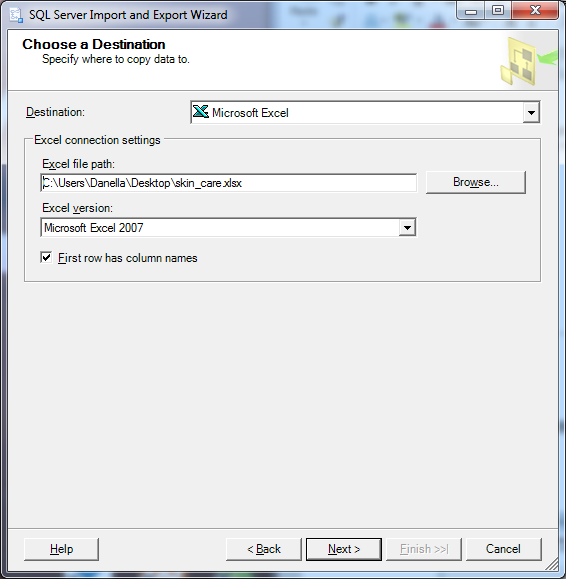 SQL Server Import and Export Wizard
Choose a Destination
Specify where to copy data to.
Destination:
Microsoft Excel
Excel connection settings
Excel file path:
C:\Users\Danella\Desktop\skin_care.xlsx
Browse...
Excel version:
Microsoft Excel 2007
First row has column names
Help
< Back
Next >
Finish >>|
Cancel